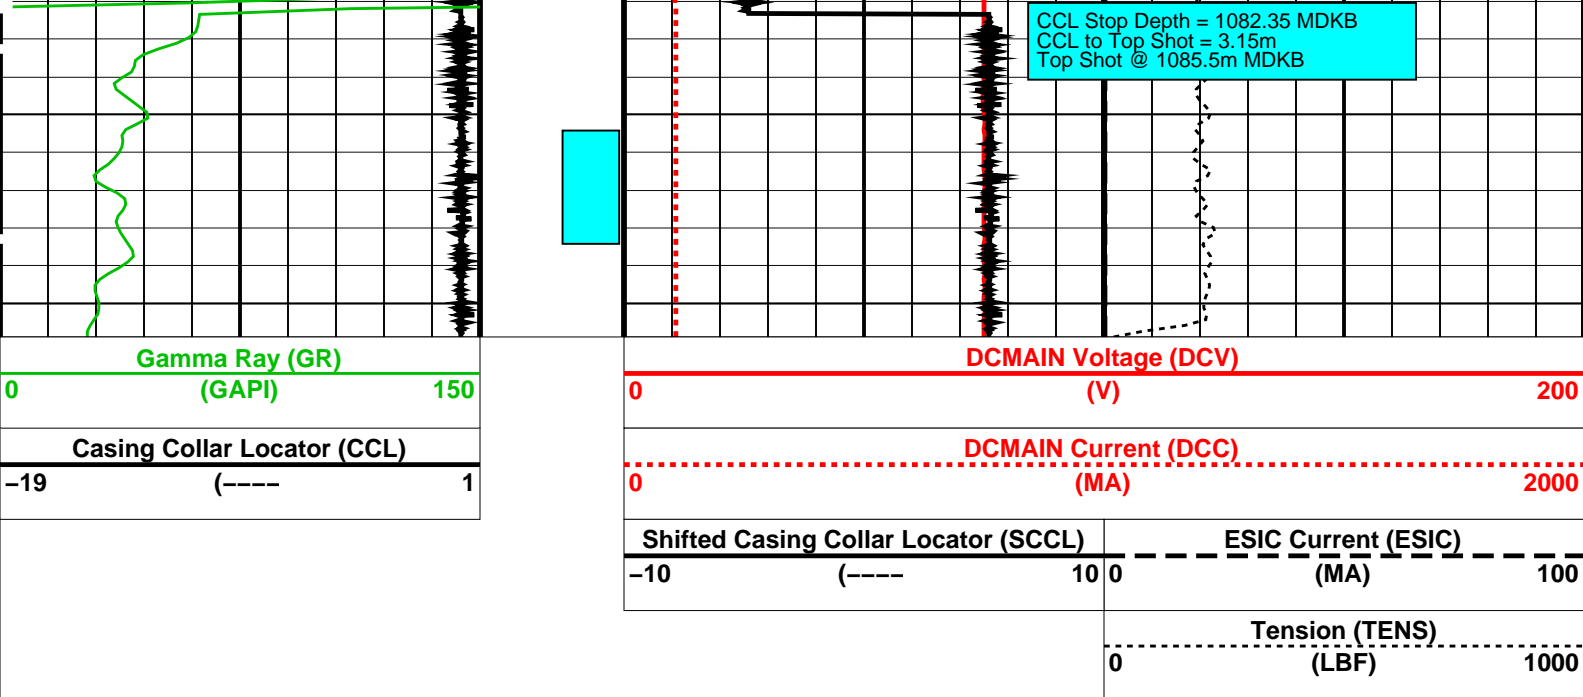 CCL Stop Depth = 1082.35 MDKB
CCL to Top Shot = 3.15m
Top Shot @ 1085.5m MDKB
Gamma Ray (GR)
0 (GAPI) 150
Casing Collar Locator (CCL)
−19 (−−−− 1
DCMAIN Voltage (DCV)
0 (V) 200
DCMAIN Current (DCC)
0 (MA) 2000
Shifted Casing Collar Locator (SCCL)
−10 (−−−− 10
ESIC Current (ESIC)
0 (MA) 100
Tension (TENS)
0 (LBF) 1000